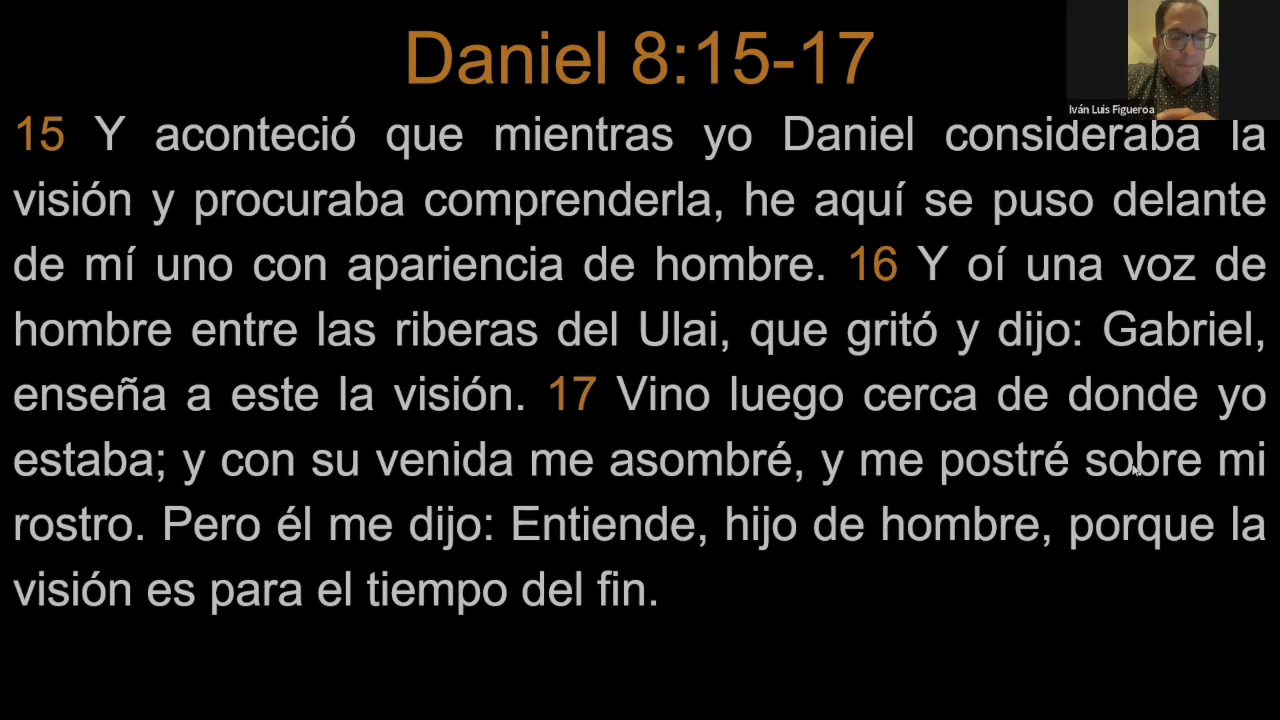 Daniel 8:15-17
Iván Luis Figueroa
15 Y aconteció que mientras yo Daniel consideraba la
visión y procuraba comprenderla, he aquí se puso delante
de mí uno con apariencia de hombre. 16 Y oí una voz de
hombre entre las riberas del Ulai, que gritó y dijo: Gabriel,
enseña a este la visión. 17 Vino luego cerca de donde yo
estaba; y con su venida me asombré, y me postré sobre mi
rostro. Pero él me dijo: Entiende, hijo de hombre, porque la
visión es para el tiempo del fin.